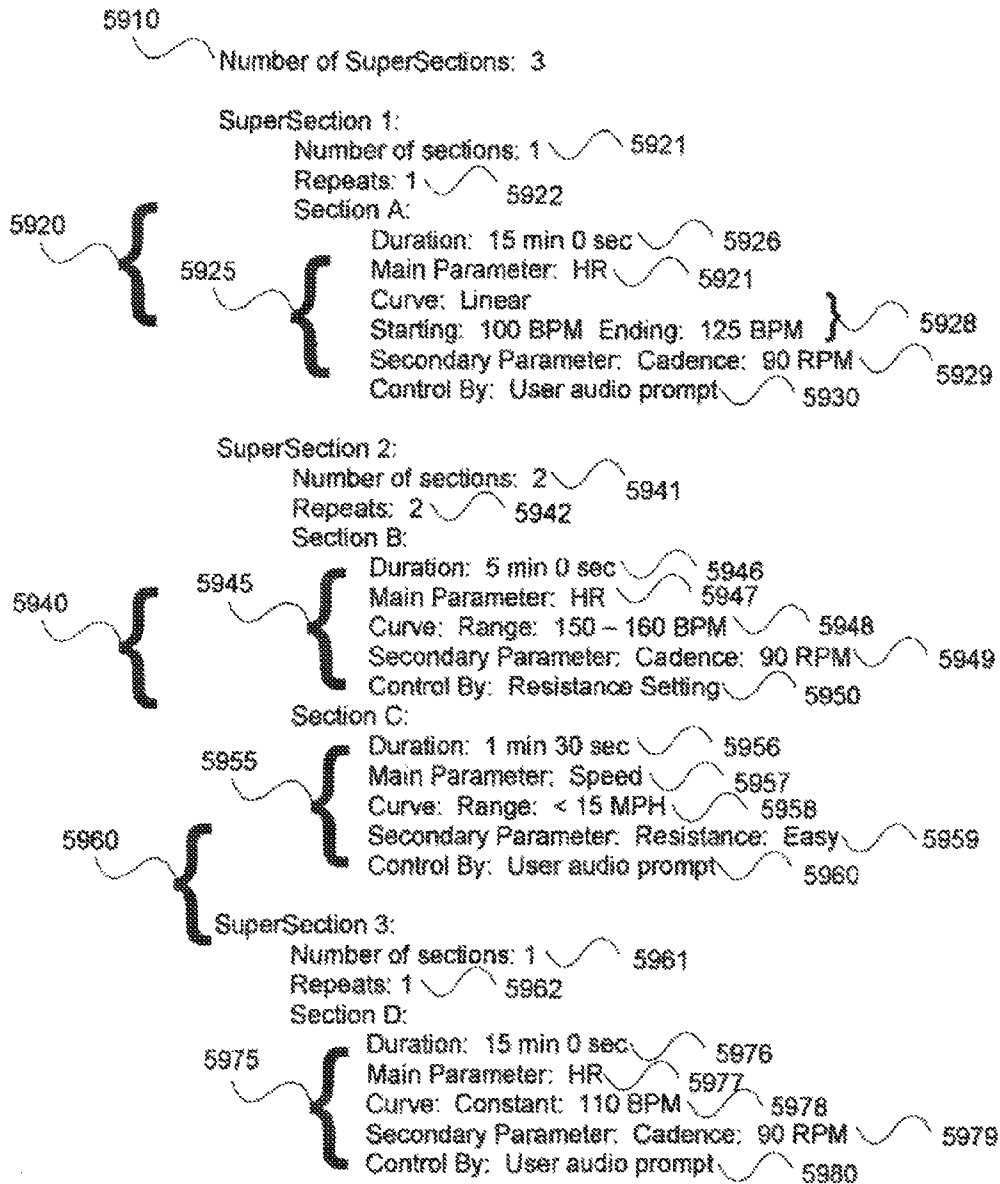 5910
Number of SuperSections: 3
SuperSection 1:
Number of sections: 1 5921
Repeats: 1 5922
Section A:
5920
5925
Duration: 15 min 0 sec 5926
Main Parameter: HR 5921
Curve: Linear
Starting: 100 BPM Ending: 125 BPM 5928
Secondary Parameter: Cadence: 90 RPM 5929
Control By: User audio prompt 5930
SuperSection 2:
Number of sections: 2 5941
Repeats: 2 5942
Section B:
5940
5945
Duration: 5 min 0 sec 5946
Main Parameter: HR 5947
Curve: Range: 150 – 160 BPM 5948
Secondary Parameter: Cadence: 90 RPM 5949
Control By: Resistance Setting 5950
Section C:
5955
Duration: 1 min 30 sec 5956
Main Parameter: Speed 5957
Curve: Range: < 15 MPH 5958
Secondary Parameter: Resistance: Easy 5959
Control By: User audio prompt 5960
5960
SuperSection 3:
Number of sections: 1 5961
Repeats: 1 5962
Section D:
5975
Duration: 15 min 0 sec 5976
Main Parameter: HR 5977
Curve: Constant: 110 BPM 5978
Secondary Parameter: Cadence: 90 RPM 5979
Control By: User audio prompt 5980